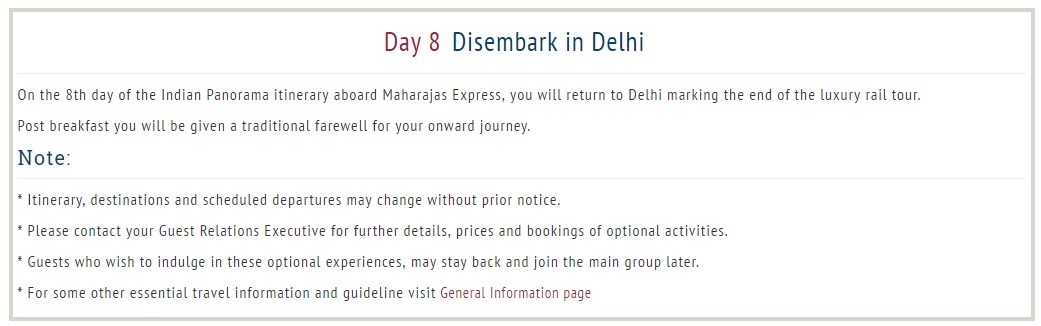 Day 8 Disembark in Delhi
On the 8th day of the Indian Panorama itinerary aboard Maharajas Express, you will return to Delhi marking the end of the luxury rail tour.
Post breakfast you will be given a traditional farewell for your onward journey.
Note:
* Itinerary, destinations and scheduled departures may change without prior notice.
* Please contact your Guest Relations Executive for further details, prices and bookings of optional activities.
* Guests who wish to indulge in these optional experiences, may stay back and join the main group later.
* For some other essential travel information and guideline visit General Information page